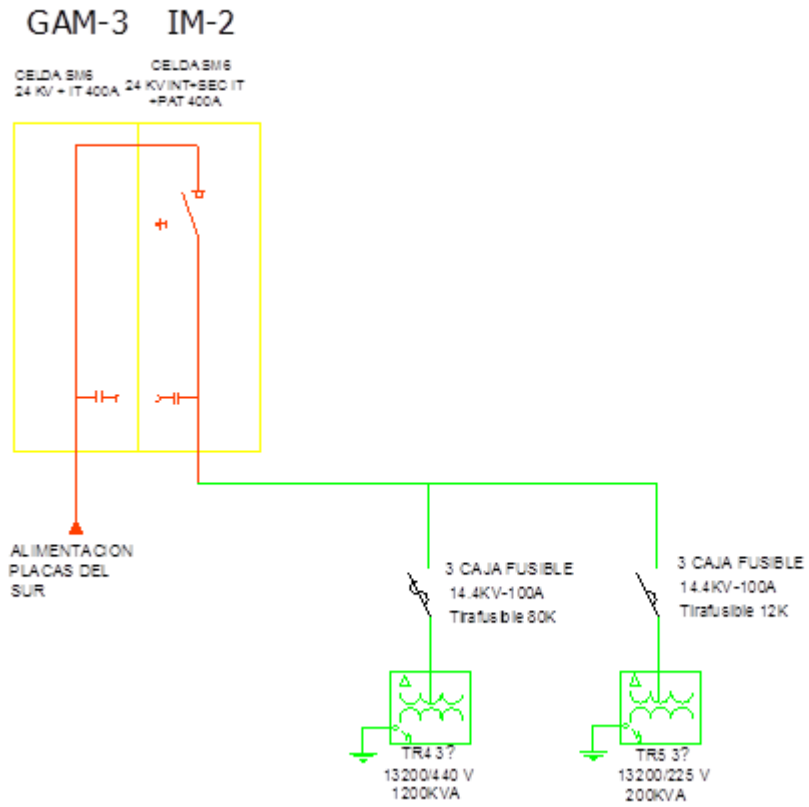 GAM-3 IM-2
CELDA SM6
24 KV + IT 400A
CELDA SM6
24 KV INT+SEC IT
+PAT 400A
ALIMENTACION
PLACAS DEL
SUR
3 CAJA FUSIBLE
14.4KV-100A
Tirafusible 80K
3 CAJA FUSIBLE
14.4KV-100A
Tirafusible 12K
TR4 3?
13200/440 V
1200KVA
TR5 3?
13200/225 V
200KVA